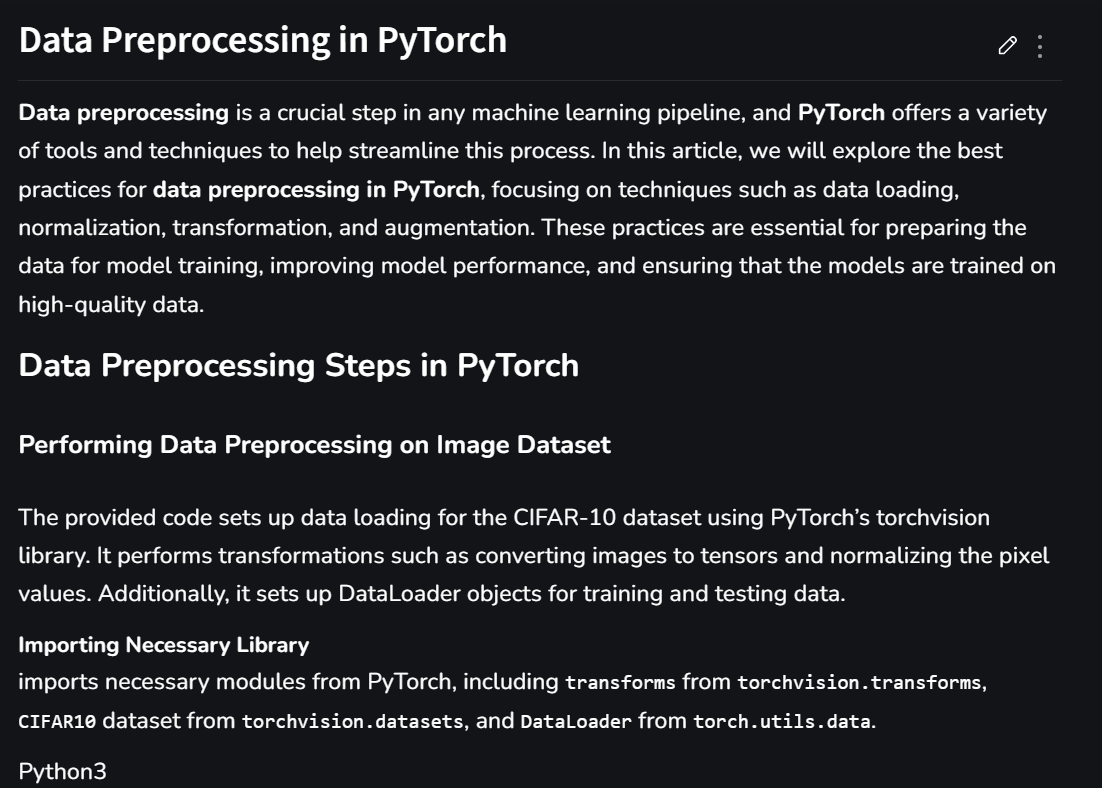 Data Preprocessing in PyTorch
Data preprocessing is a crucial step in any machine learning pipeline, and PyTorch offers a variety
of tools and techniques to help streamline this process. In this article, we will explore the best
practices for data preprocessing in PyTorch, focusing on techniques such as data loading,
normalization, transformation, and augmentation. These practices are essential for preparing the
data for model training, improving model performance, and ensuring that the models are trained on
high-quality data.
Data Preprocessing Steps in PyTorch
Performing Data Preprocessing on Image Dataset
The provided code sets up data loading for the CIFAR-10 dataset using PyTorch’s torchvision
library. It performs transformations such as converting images to tensors and normalizing the pixel
values. Additionally, it sets up DataLoader objects for training and testing data.
Importing Necessary Library
imports necessary modules from PyTorch, including transforms from torchvision.transforms,
CIFAR10 dataset from torchvision.datasets, and DataLoader from torch.utils.data.
Python3